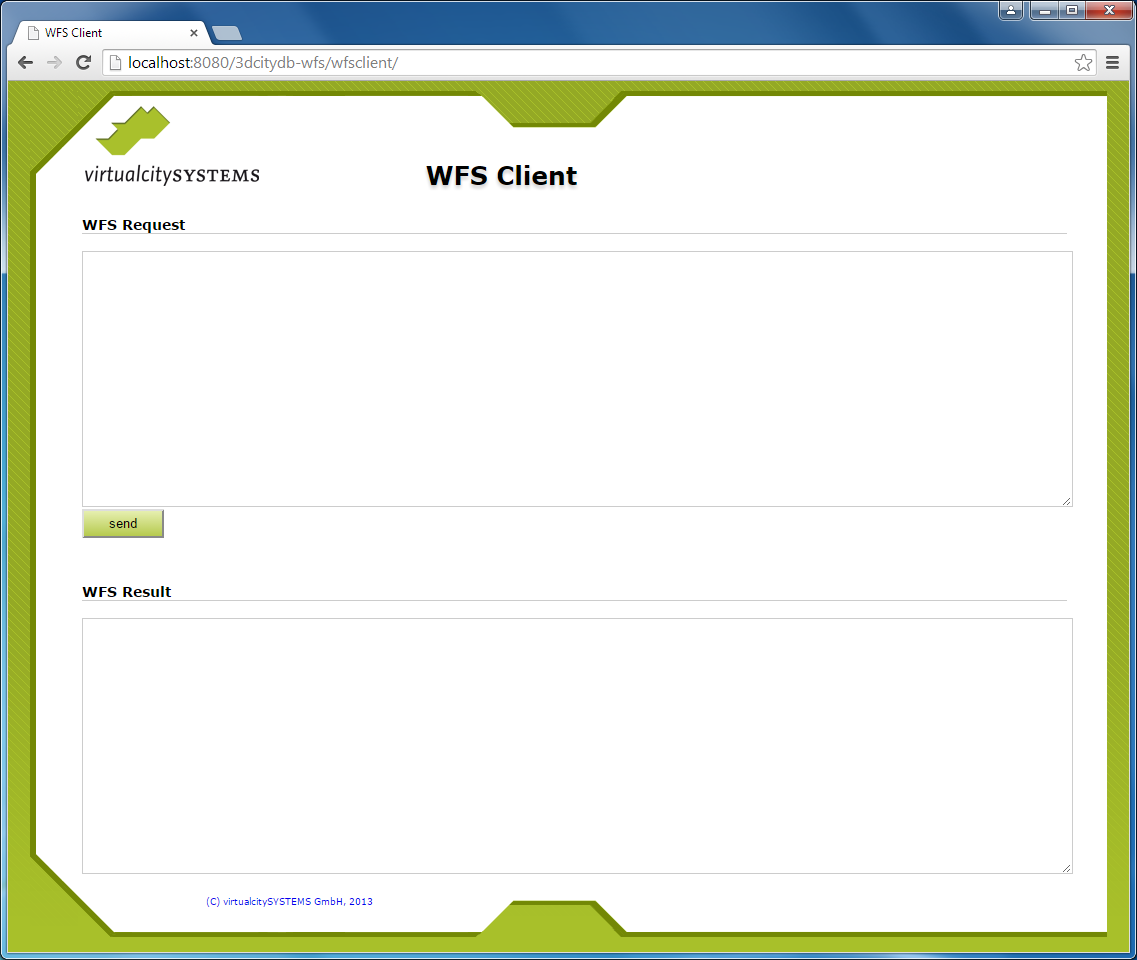 WFS Client
localhost:8080/3dcitydb-wfs/wfsclient/
virtualcitySYSTEMS
WFS Client
WFS Request
send
WFS Result
(C) virtualcitySYSTEMS GmbH, 2013